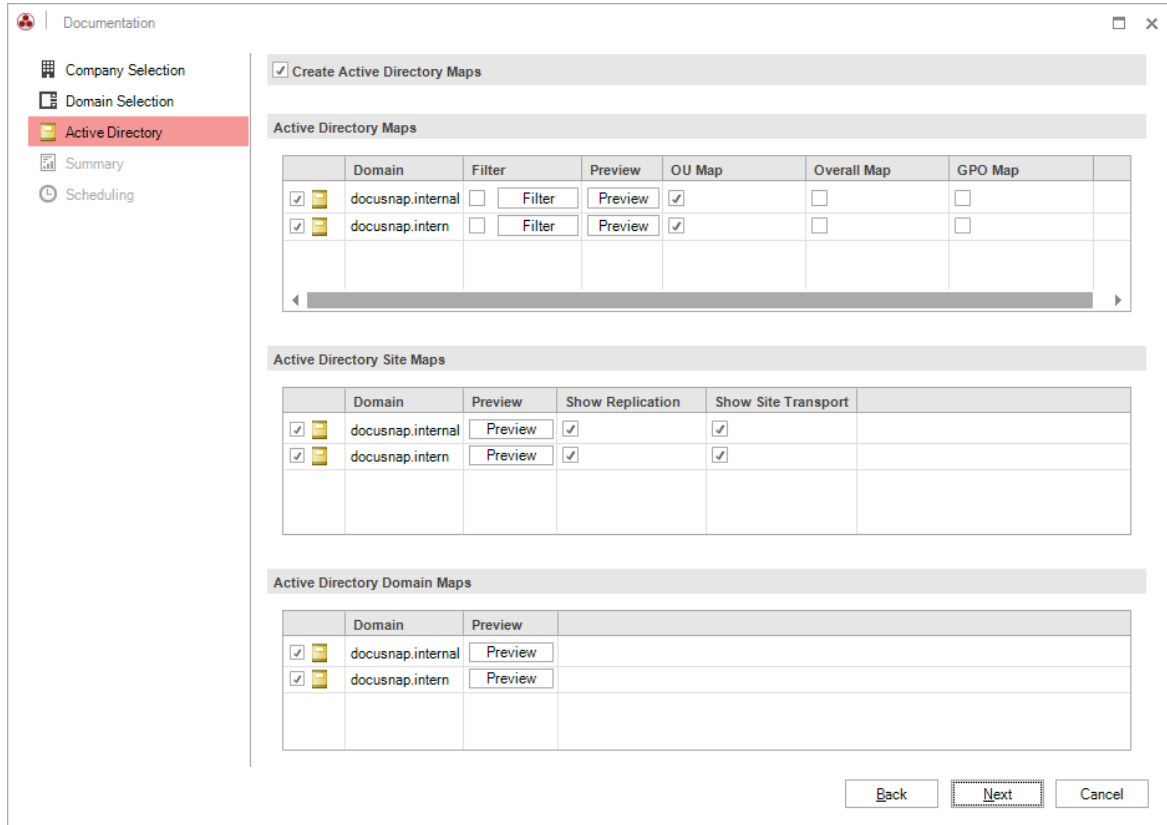 Documentation
Company Selection
Domain Selection
Active Directory
Summary
Scheduling
Create Active Directory Maps
Active Directory Maps
Domain Filter Preview OU Map Overall Map GPO Map
docusnap.internal Filter Preview
docusnap.intern Filter Preview
Active Directory Site Maps
Domain Preview Show Replication Show Site Transport
docusnap.internal Preview
docusnap.intern Preview
Active Directory Domain Maps
Domain Preview
docusnap.internal Preview
docusnap.intern Preview
Back Next Cancel